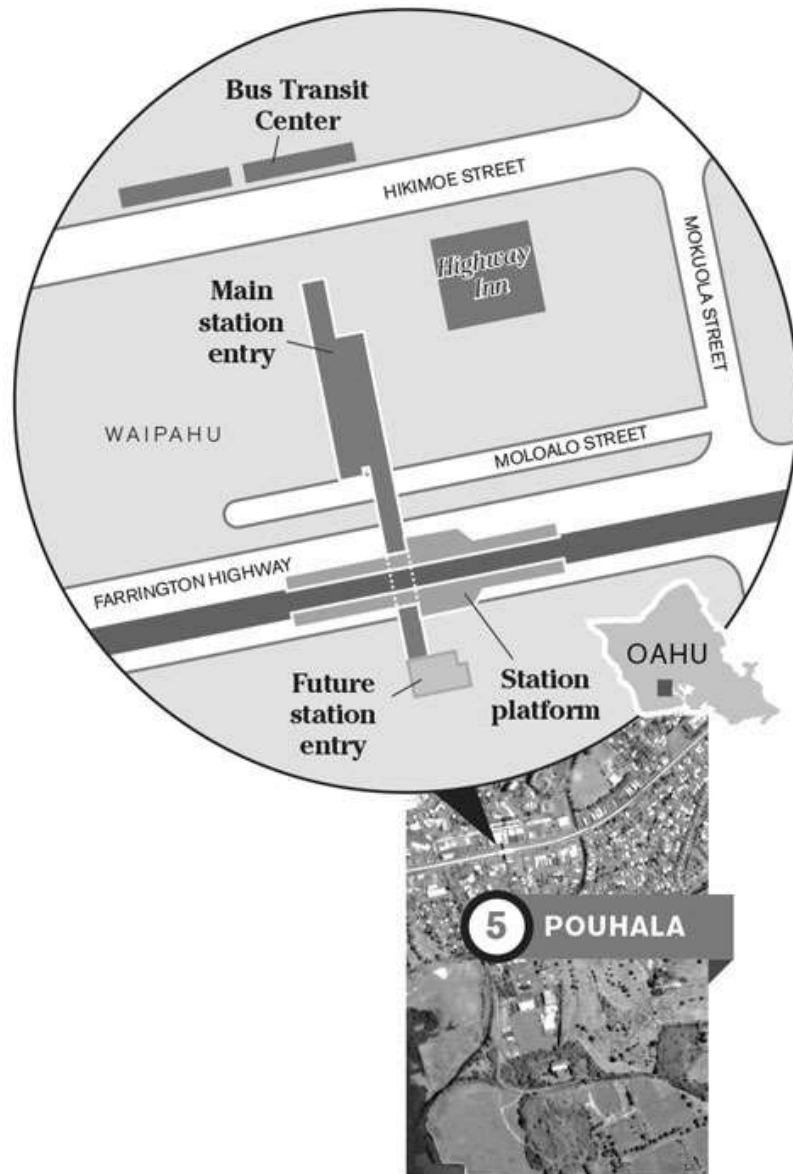 Bus Transit
Center
HIKIMOE STREET
MOKUOLA STREET
Highway
Inn
Main
station
entry
WAIPAHU
MOLOALO STREET
FARRINGTON HIGHWAY
Future
station
entry
Station
platform
OAHU
5 POUHALA